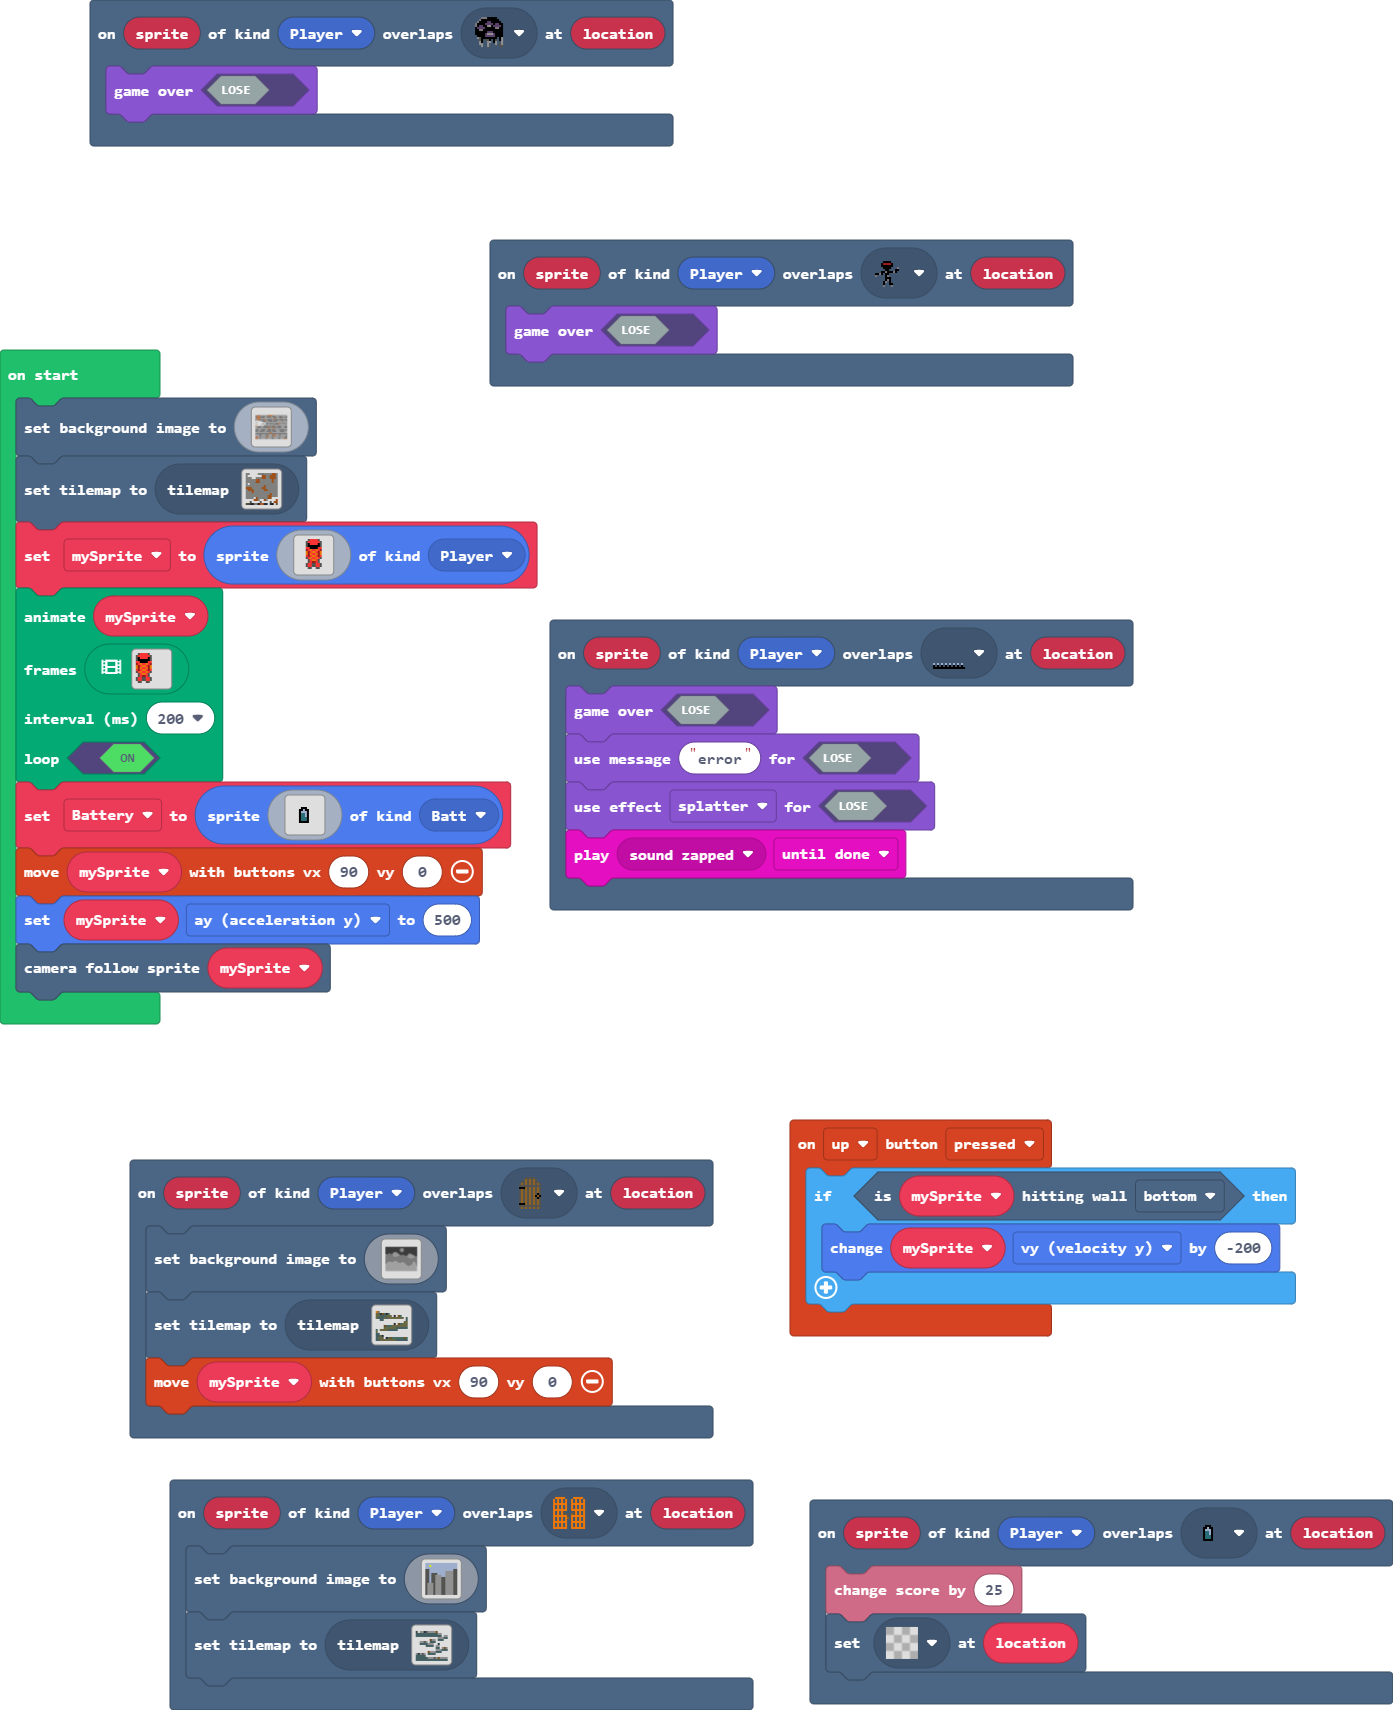 on sprite of kind Player overlaps at location
game over LOSE
on sprite of kind Player overlaps at location
game over LOSE
on start
set background image to
set tilemap to tilemap
set mySprite to sprite of kind Player
animate mySprite
frames
interval (ms) 200
loop ON
set Battery to sprite of kind Batt
move mySprite with buttons vx 90 vy 0
set mySprite ay (acceleration y) to 500
camera follow sprite mySprite
on sprite of kind Player overlaps at location
game over LOSE
use message "error" for LOSE
use effect splatter for LOSE
play sound zapped until done
on up button pressed
if is mySprite hitting wall bottom then
change mySprite vy (velocity y) by -200
on sprite of kind Player overlaps at location
set background image to
set tilemap to tilemap
move mySprite with buttons vx 90 vy 0
on sprite of kind Player overlaps at location
set background image to
set tilemap to tilemap
on sprite of kind Player overlaps at location
change score by 25
set at location